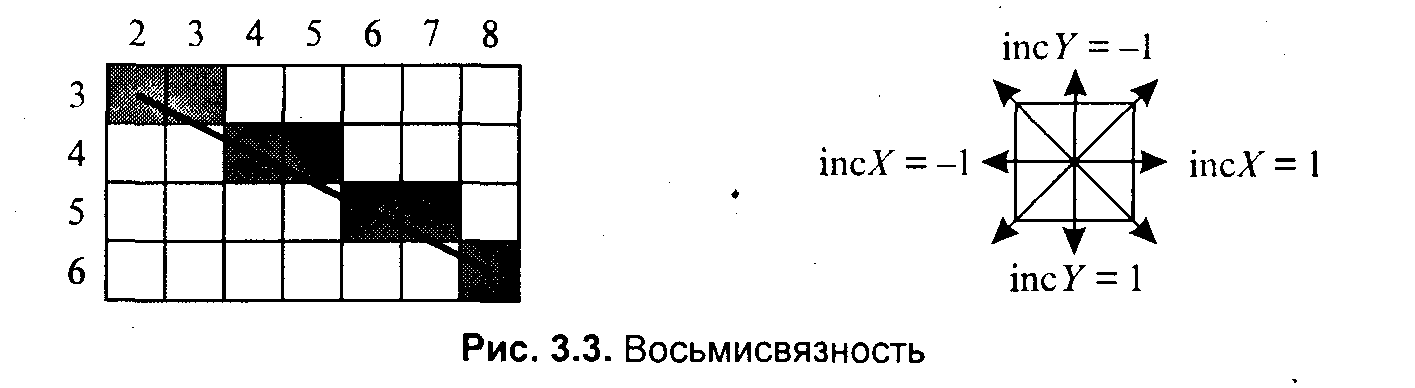 2 3 4 5 6 7 8
3
4
5
6
incY = –1
incX = –1
incX = 1
incY = 1
Рис. 3.3. Восьмисвязность